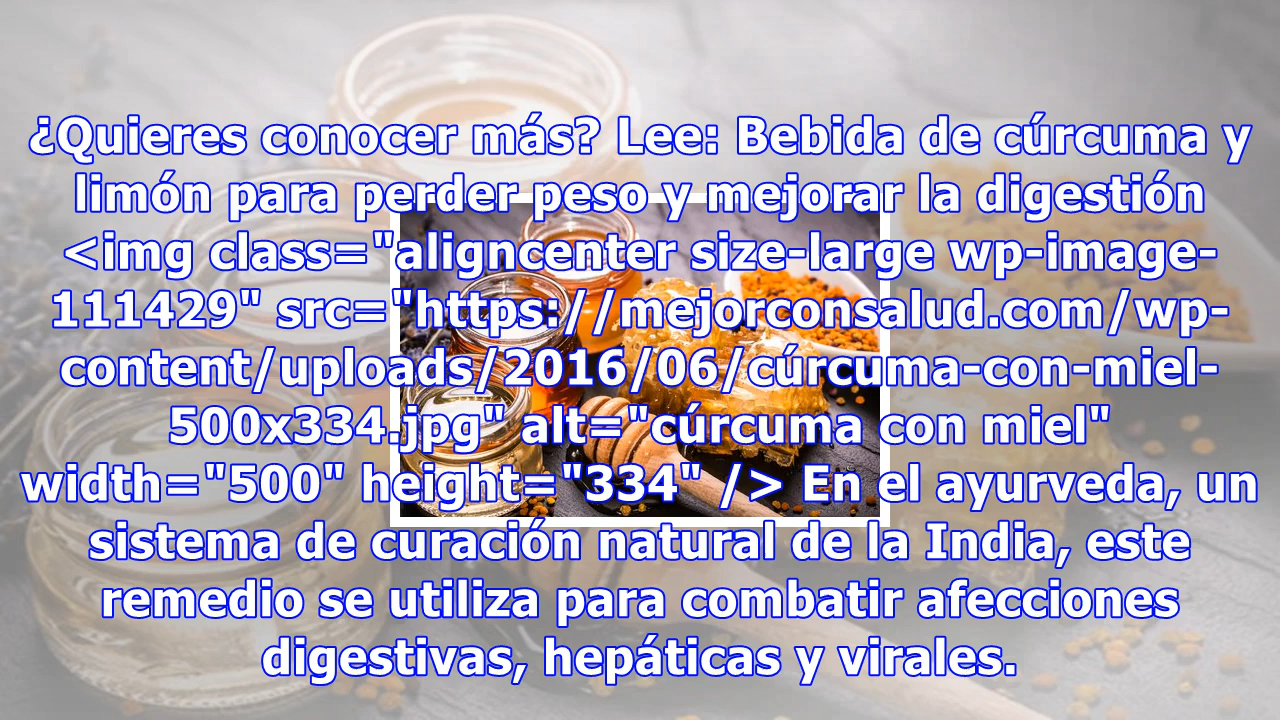 ¿Quieres conocer más? Lee: Bebida de cúrcuma y
limón para perder peso y mejorar la digestión
<img class="aligncenter size-large wp-image-
111429" src="https://mejorconsalud.com/wp-
content/uploads/2016/06/cúrcuma-con-miel-
500x334.jpg" alt="cúrcuma con miel"
width="500" height="334" /> En el ayurveda, un
sistema de curación natural de la India, este
remedio se utiliza para combatir afecciones
digestivas, hepáticas y virales.